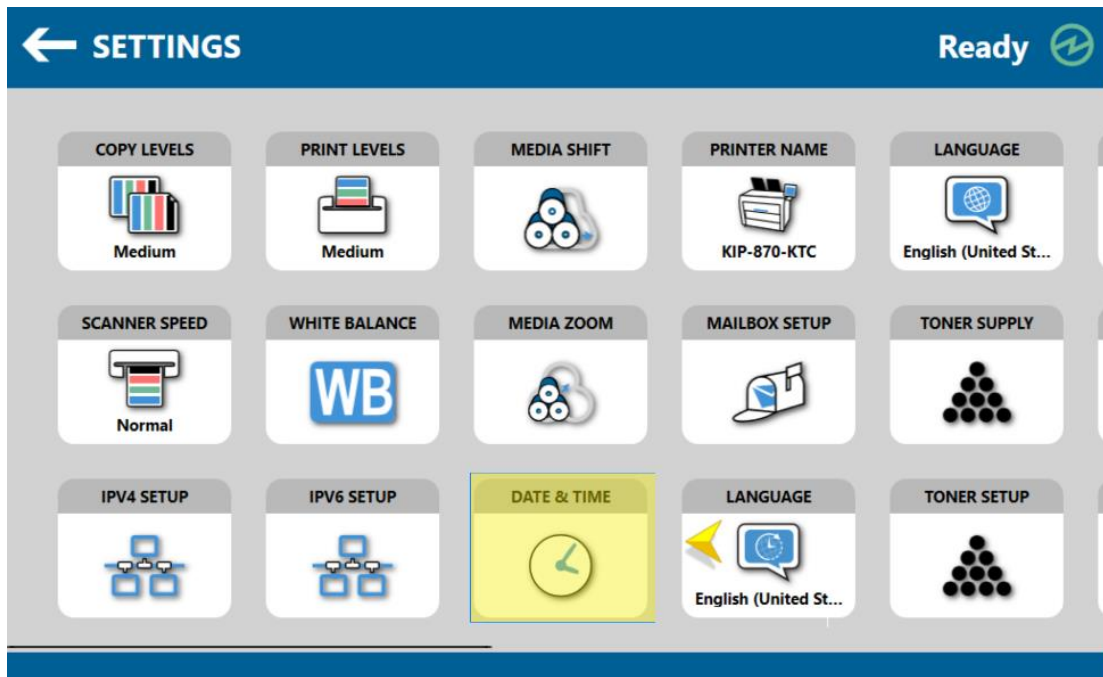 SETTINGS Ready
COPY LEVELS PRINT LEVELS MEDIA SHIFT PRINTER NAME LANGUAGE
Medium Medium KIP-870-KTC English (United St...
SCANNER SPEED WHITE BALANCE MEDIA ZOOM MAILBOX SETUP TONER SUPPLY
WB
Normal
IPV4 SETUP IPV6 SETUP DATE & TIME LANGUAGE TONER SETUP
English (United St...